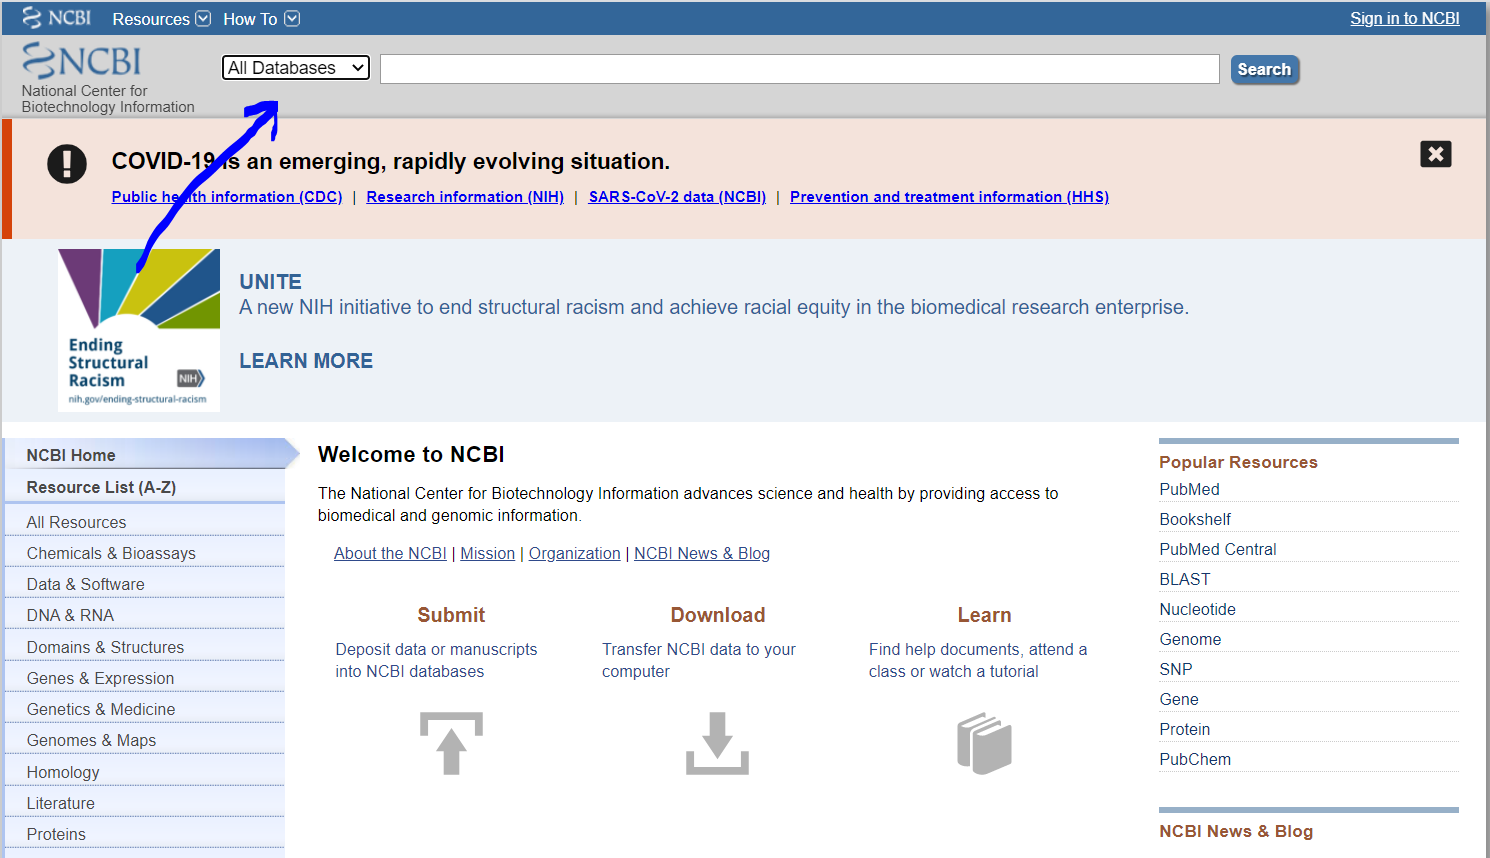 NCBI Resources How To Sign in to NCBI
NCBI
National Center for
Biotechnology Information
All Databases
Search
COVID-19 is an emerging, rapidly evolving situation.
Public health information (CDC) | Research information (NIH) | SARS-CoV-2 data (NCBI) | Prevention and treatment information (HHS)
Ending
Structural
Racism
NIH
nih.gov/ending-structural-racism
UNITE
A new NIH initiative to end structural racism and achieve racial equity in the biomedical research enterprise.
LEARN MORE
NCBI Home
Resource List (A-Z)
All Resources
Chemicals & Bioassays
Data & Software
DNA & RNA
Domains & Structures
Genes & Expression
Genetics & Medicine
Genomes & Maps
Homology
Literature
Proteins
Welcome to NCBI
The National Center for Biotechnology Information advances science and health by providing access to
biomedical and genomic information.
About the NCBI | Mission | Organization | NCBI News & Blog
Submit
Deposit data or manuscripts
into NCBI databases
Download
Transfer NCBI data to your
computer
Learn
Find help documents, attend a
class or watch a tutorial
Popular Resources
PubMed
Bookshelf
PubMed Central
BLAST
Nucleotide
Genome
SNP
Gene
Protein
PubChem
NCBI News & Blog